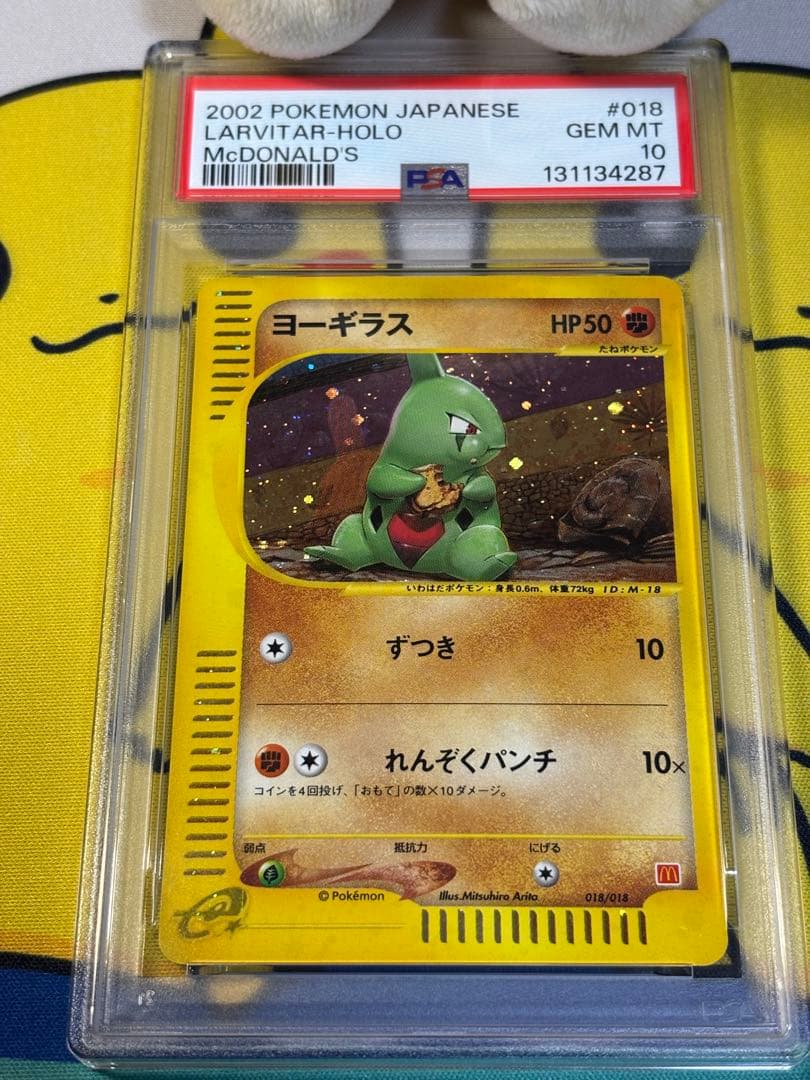 2002 POKEMON JAPANESE #018
LARVITAR-HOLO GEM MT
McDONALD'S 10
PSA 131134287
ヨーギラス HP50
たねポケモン
いわはだポケモン：身長0.6m、体重72kg ID:M-18
ずつき 10
れんぞくパンチ 10×
コインを4回投げ、「おもて」の数×10ダメージ。
弱点 抵抗力 にげる
© Pokémon Illus.Mitsuhiro Arita 018/018